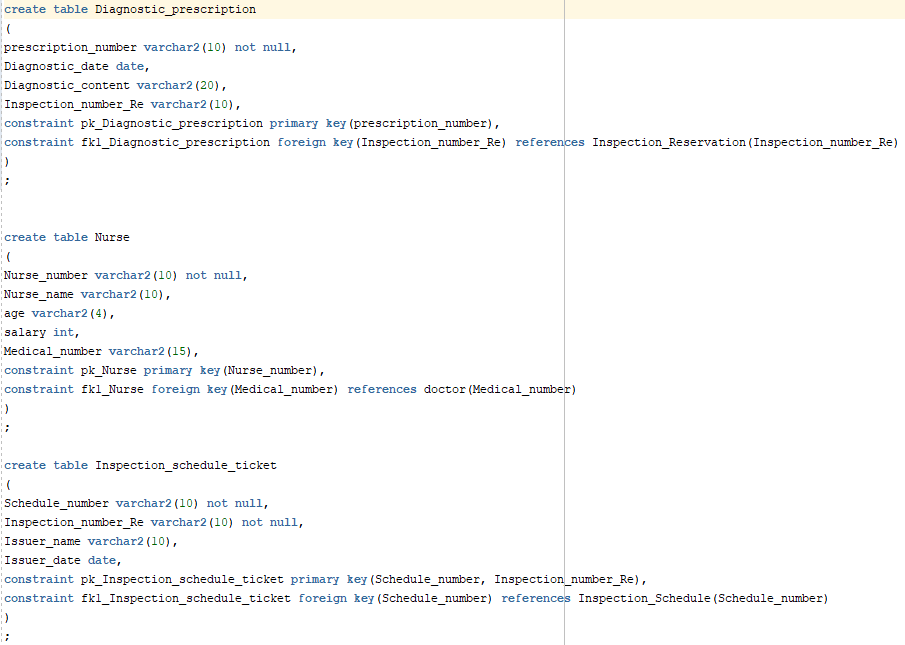 create table Diagnostic_prescription
(
prescription_number varchar2(10) not null,
Diagnostic_date date,
Diagnostic_content varchar2(20),
Inspection_number_Re varchar2(10),
constraint pk_Diagnostic_prescription primary key(prescription_number),
constraint fk1_Diagnostic_prescription foreign key(Inspection_number_Re) references Inspection_Reservation(Inspection_number_Re)
)
;
create table Nurse
(
Nurse_number varchar2(10) not null,
Nurse_name varchar2(10),
age varchar2(4),
salary int,
Medical_number varchar2(15),
constraint pk_Nurse primary key(Nurse_number),
constraint fk1_Nurse foreign key(Medical_number) references doctor(Medical_number)
)
;
create table Inspection_schedule_ticket
(
Schedule_number varchar2(10) not null,
Inspection_number_Re varchar2(10) not null,
Issuer_name varchar2(10),
Issuer_date date,
constraint pk_Inspection_schedule_ticket primary key(Schedule_number, Inspection_number_Re),
constraint fk1_Inspection_schedule_ticket foreign key(Schedule_number) references Inspection_Schedule(Schedule_number)
)
;